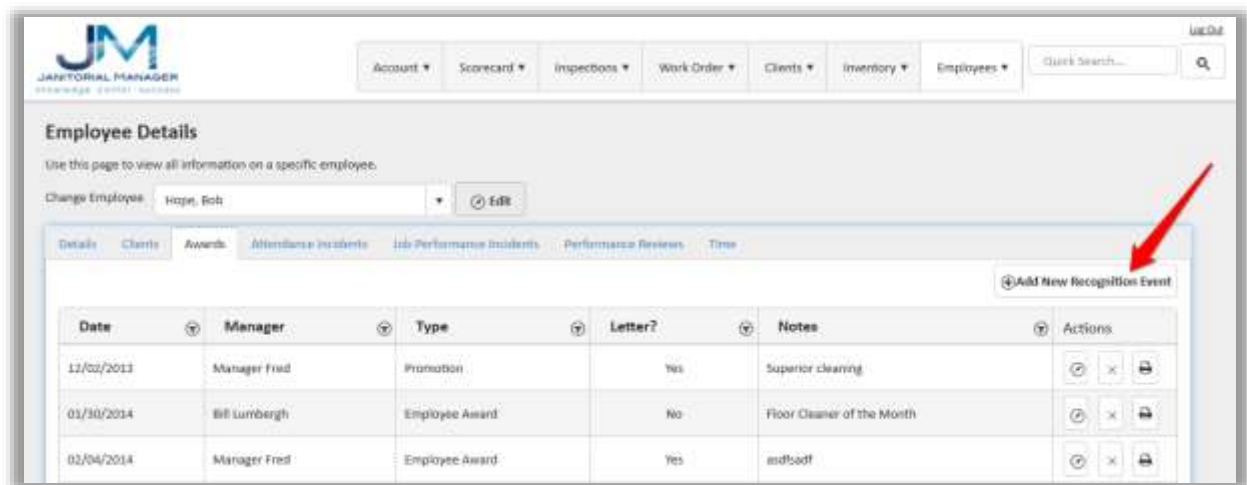 Log Out
JM
JANITORIAL MANAGER
knowledge control success
Account Scorecard Inspections Work Order Clients Inventory Employees Quick Search...
Employee Details
Use this page to view all information on a specific employee.
Change Employee Hope, Bob Edit
Details Clients Awards Attendance Incidents Job Performance Incidents Performance Reviews Time
Add New Recognition Event
Date Manager Type Letter? Notes Actions
12/02/2013 Manager Fred Promotion Yes Superior cleaning
01/30/2014 Bill Lumbergh Employee Award No Floor Cleaner of the Month
02/04/2014 Manager Fred Employee Award Yes asdfsadf